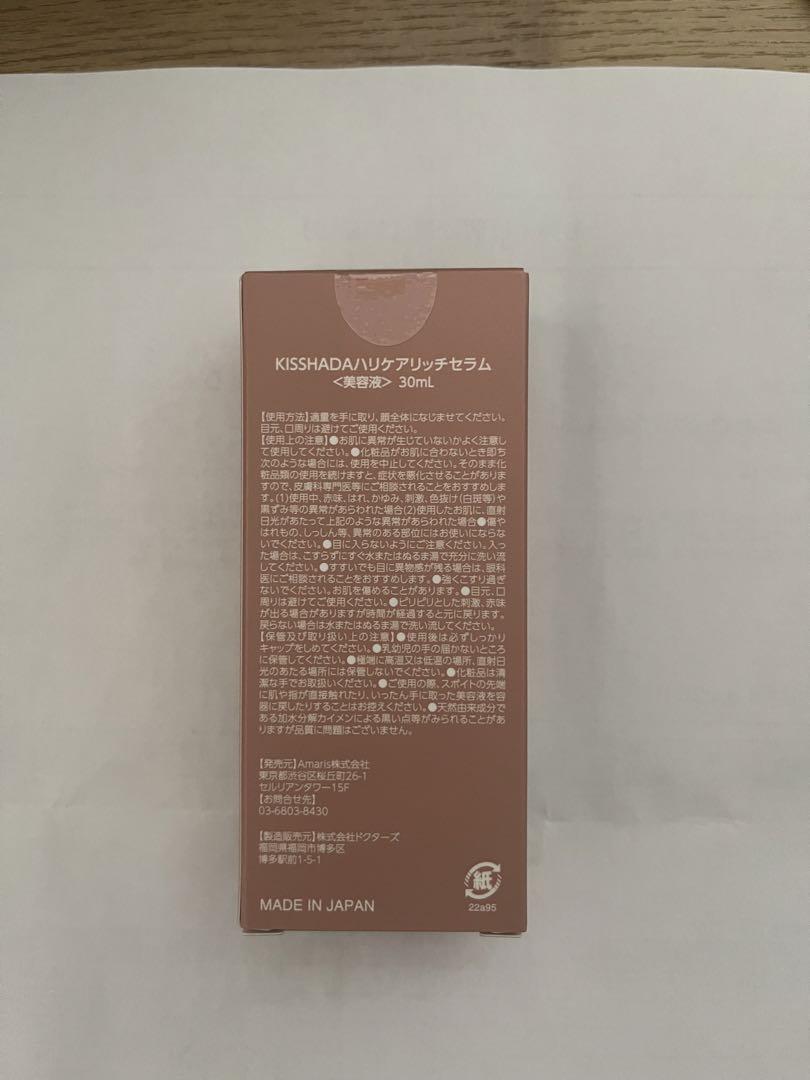 KISSHADAハリケアリッチセラム
＜美容液＞ 30mL
【使用方法】適量を手に取り、顔全体になじませてください。
目元、口周りは避けてご使用ください。
【使用上の注意】●お肌に異常が生じていないかよく注意し
て使用してください。●化粧品がお肌に合わないとき即ち
次のような場合には、使用を中止してください。そのまま化
粧品類の使用を続けますと、症状を悪化させることがあり
ますので、皮膚科専門医等にご相談されることをおすすめしま
す。(1)使用中、赤味、はれ、かゆみ、刺激、色抜け(白斑等)や
黒ずみ等の異常があらわれた場合(2)使用したお肌に、直射
日光があたって上記のような異常があらわれた場合●傷や
はれもの、しっしん等、異常のある部位にはお使いにならな
いでください。●目に入らないようにご注意ください。入っ
た場合は、こすらずにすぐ水またはぬるま湯で充分に洗い流
してください。●すすいでも目に異物感が残る場合は、眼科
医にご相談されることをおすすめします。●強くこすり過ぎ
ないでください。お肌を傷めることがあります。●目元、口
周りは避けてご使用ください。●ピリピリとした刺激、赤味
が出る場合がありますが時間が経過すると元に戻ります。
戻らない場合は水またはぬるま湯で洗い流してください。
【保管及び取り扱い上の注意】●使用後は必ずしっかり
キャップをしめてください。●乳幼児の手の届かないところ
に保管してください。●極端に高温又は低温の場所、直射日
光のあたる場所には保管しないでください。●化粧品は清
潔な手でお取扱いください。●ご使用の際、スポイトの先端
に肌や指が直接触れたり、いったん手に取った美容液を容
器に戻したりすることはお控えください。●天然由来成分で
ある加水分解カイメンによる黒い点等がみられることがあ
りますが品質に問題はございません。
【発売元】Amaris株式会社
東京都渋谷区桜丘町26-1
セルリアンタワー15F
【お問合せ先】
03-6803-8430
【製造販売元】株式会社ドクターズ
福岡県福岡市博多区
博多駅前1-5-1
MADE IN JAPAN
紙
22a95